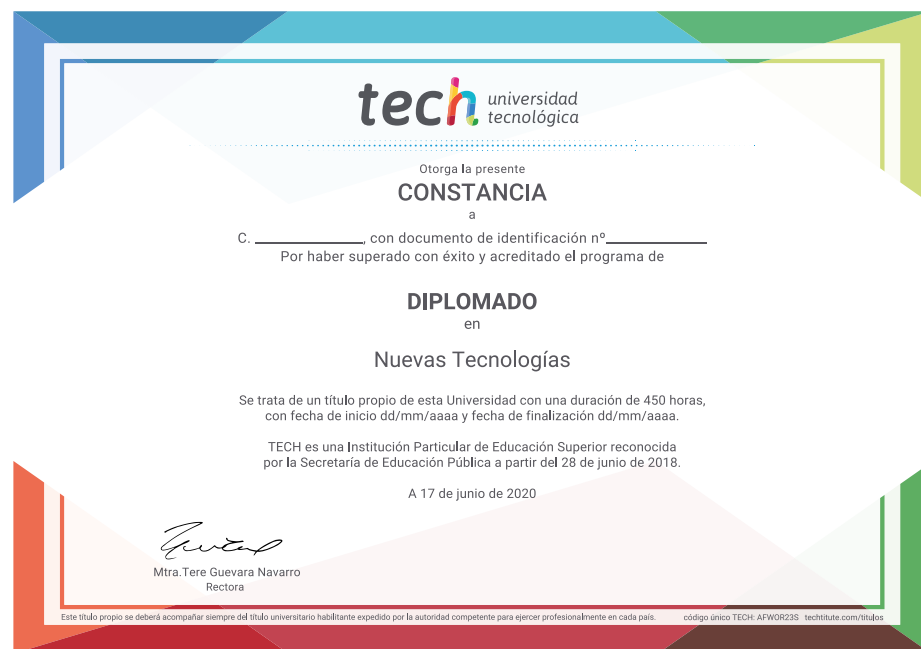 tech universidad
tecnológica
Otorga la presente
CONSTANCIA
a
C. ____________, con documento de identificación nº____________
Por haber superado con éxito y acreditado el programa de
DIPLOMADO
en
Nuevas Tecnologías
Se trata de un título propio de esta Universidad con una duración de 450 horas,
con fecha de inicio dd/mm/aaaa y fecha de finalización dd/mm/aaaa.
TECH es una Institución Particular de Educación Superior reconocida
por la Secretaría de Educación Pública a partir del 28 de junio de 2018.
A 17 de junio de 2020
Mtra.Tere Guevara Navarro
Rectora
Este título propio se deberá acompañar siempre del título universitario habilitante expedido por la autoridad competente para ejercer profesionalmente en cada país. código único TECH: AFWOR23S techtitute.com/titulos